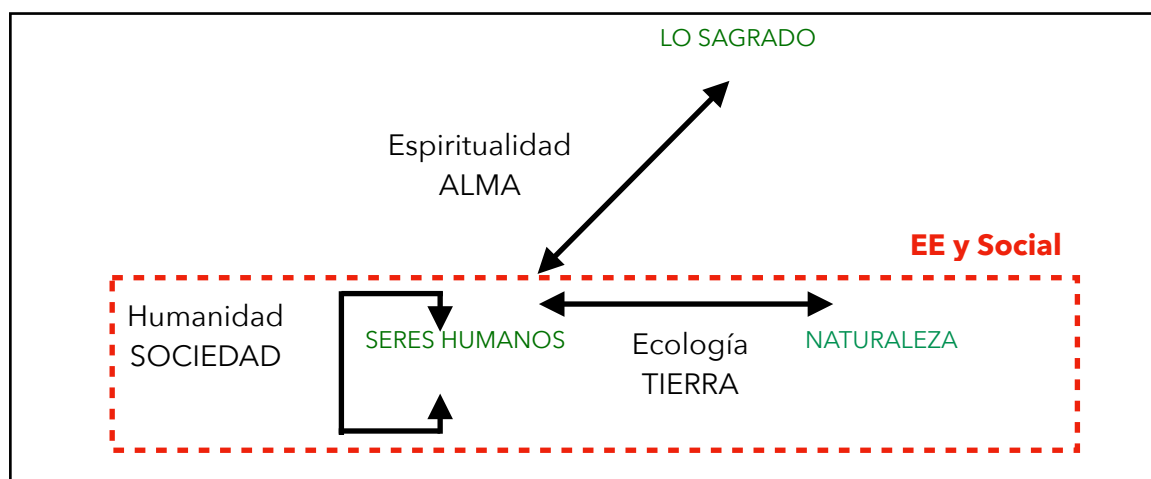 LO SAGRADO
Espiritualidad
ALMA
EE y Social
Humanidad
SOCIEDAD
SERES HUMANOS
Ecología
TIERRA
NATURALEZA